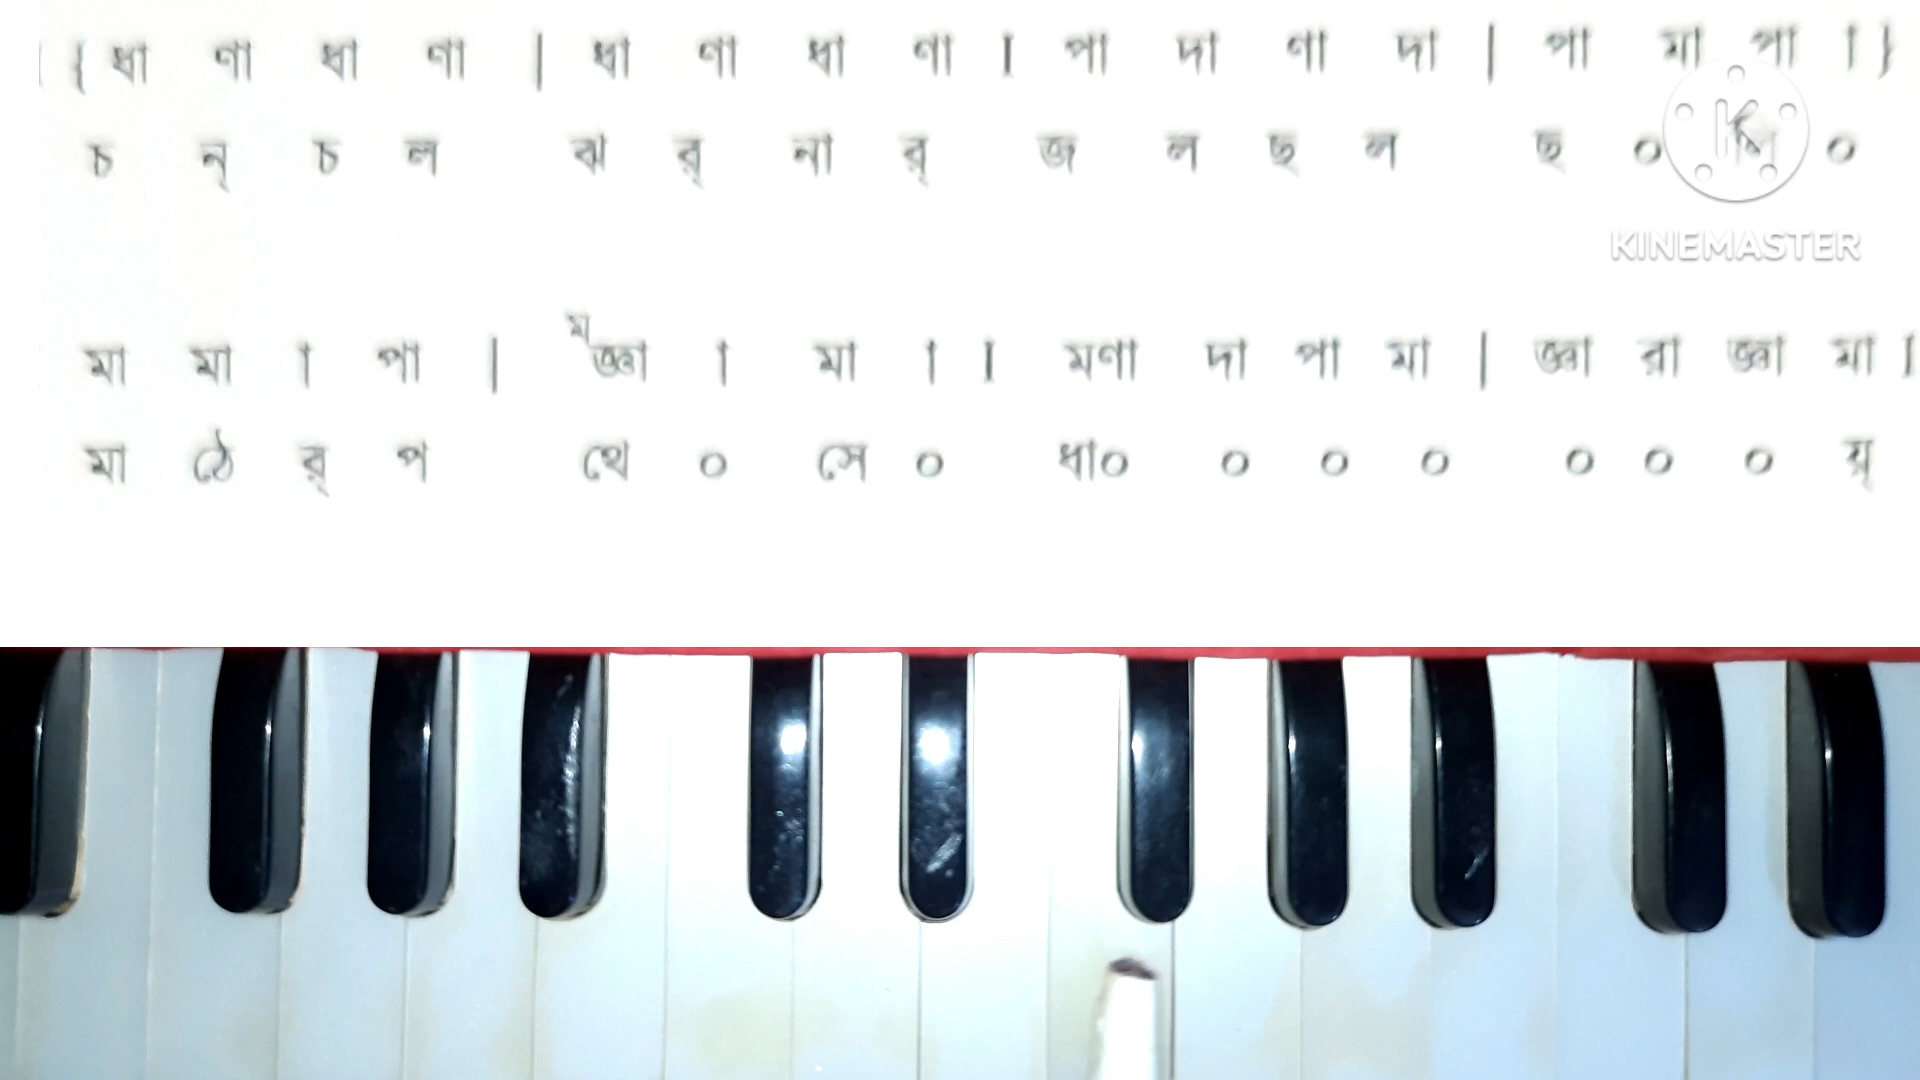 । { ধা ণা ধা ণা | ধা ণা ধা ণা I পা দা ণা দা | পা মা পা । }
চ ন্ চ ল ঝ র্ না র্ জ ল ছ ল ছ ০ ল ০
KINEMASTER
মা মা । পা | মজ্ঞা । মা । I মণা দা পা মা | জ্ঞা রা জ্ঞা মা I
মা ঠে র্ প থে ০ সে ০ ধা০ ০ ০ ০ ০ ০ ০ য়্